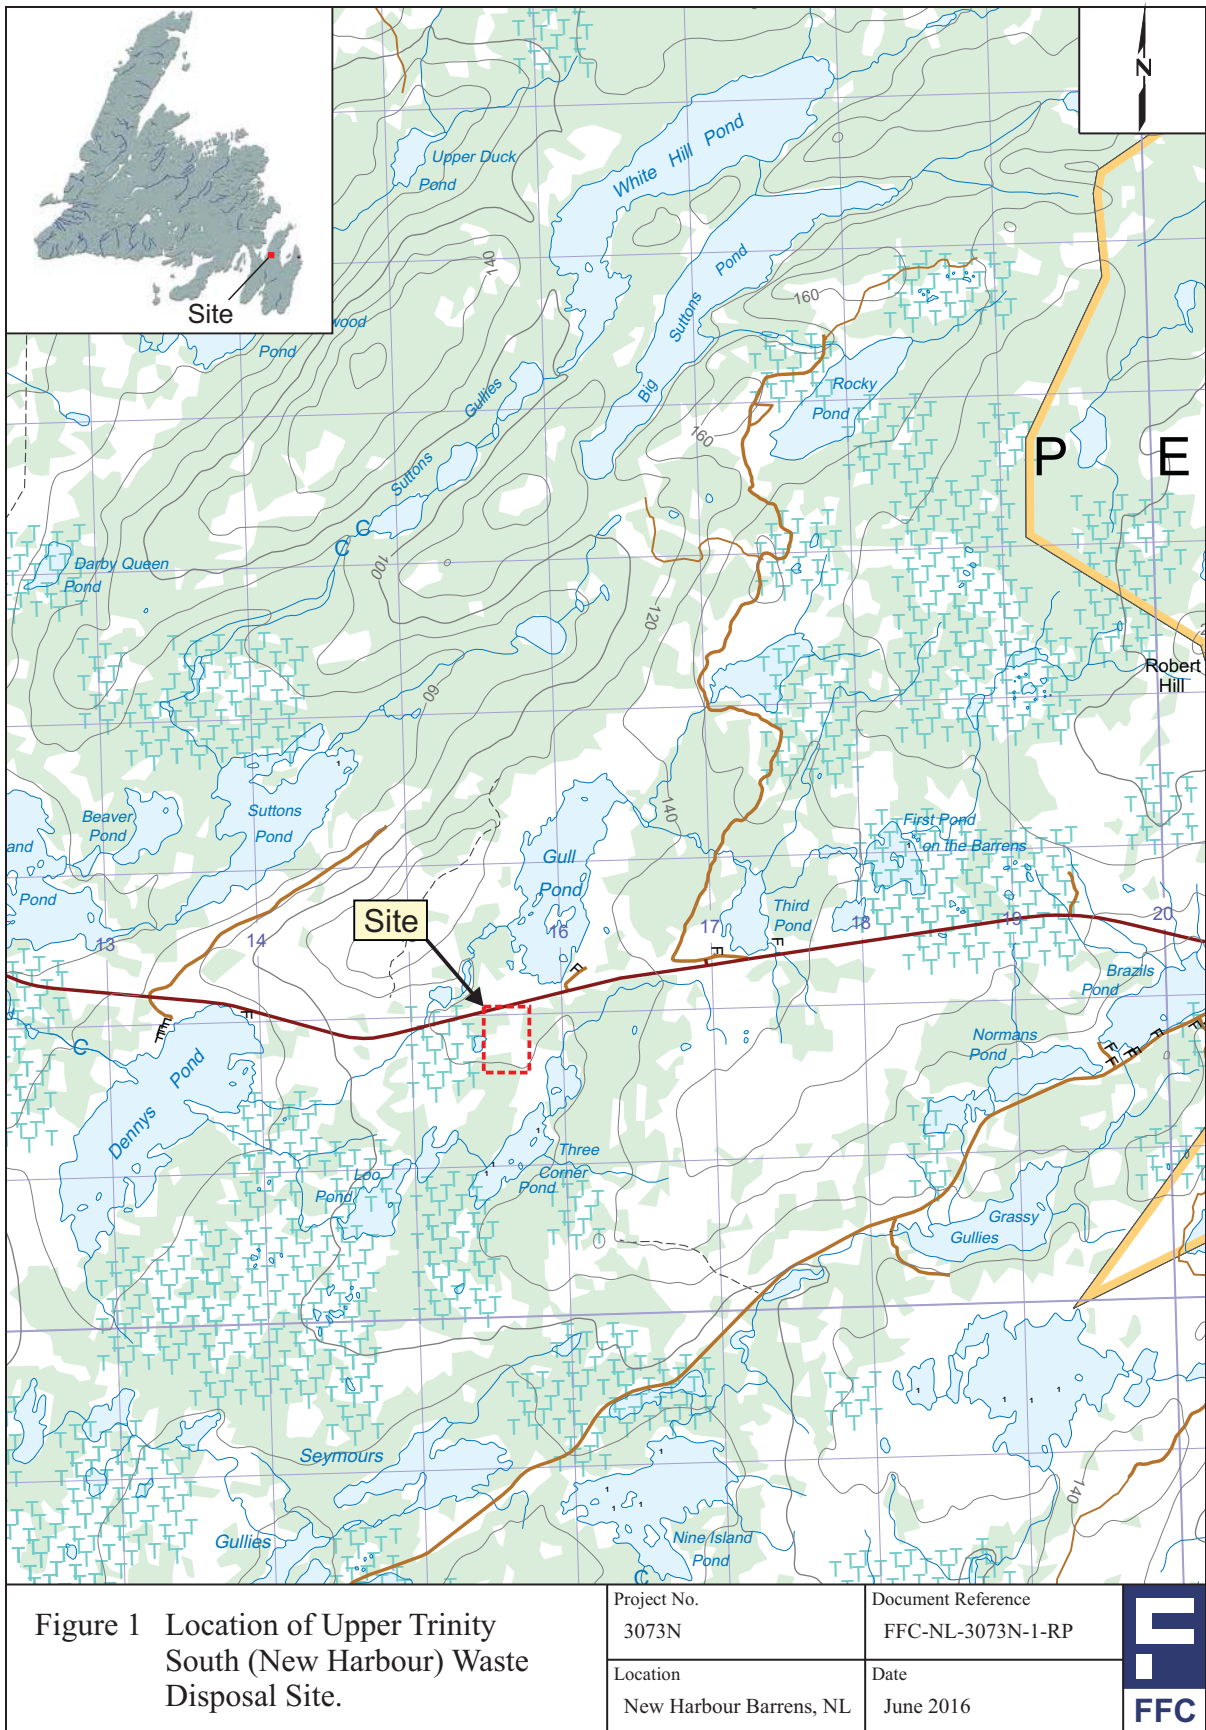 Site
N
Upper Duck
Pond
White Hill Pond
140
wood
Pond
Big Suttons Pond
160
Rocky
Pond
160
Suttons Gullies
P E
C
C
100
Darby Queen
Pond
120
Robert
Hill
60
Beaver
Pond
Suttons
Pond
140
and
Pond
Gull
Pond
First Pond
on the Barrens
Third
Pond
Site
13
14
16
17
18
19
20
F
F
F
Brazils
Pond
C
F
F
F
Normans
Pond
F
F
F
F
F
F
Dennys Pond
Three
Corner
Pond
Loo
Pond
Grassy
Gullies
Seymours
Gullies
140
Nine Island
Pond
C
Figure 1 Location of Upper Trinity
South (New Harbour) Waste
Disposal Site.
Project No.
3073N
Document Reference
FFC-NL-3073N-1-RP
Location
New Harbour Barrens, NL
Date
June 2016
FFC